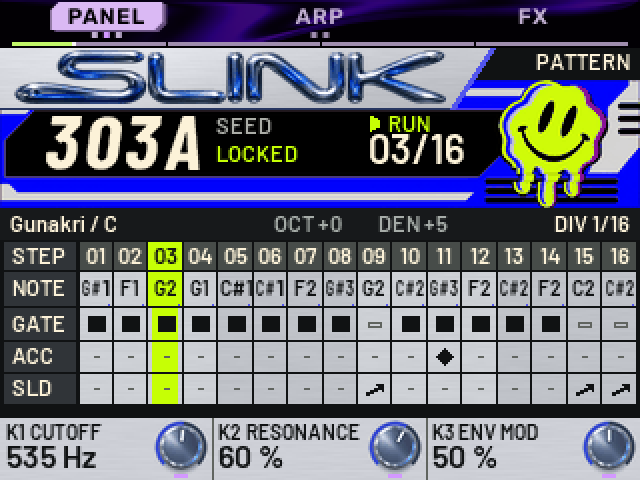 PANEL ARP FX
SLINK
PATTERN
303A SEED LOCKED
RUN
03/16
Gunakri / C OCT+0 DEN+5 DIV 1/16
STEP 01 02 03 04 05 06 07 08 09 10 11 12 13 14 15 16
NOTE G#1 F1 G2 G1 C#1 C#1 F2 G#3 G2 C#2 G#3 F2 C#2 F2 C2 C#2
GATE
ACC - - - - - - - - - - - - - - -
SLD - - - - - - - - - - - - -
K1 CUTOFF K2 RESONANCE K3 ENV MOD
535 Hz 60 % 50 %